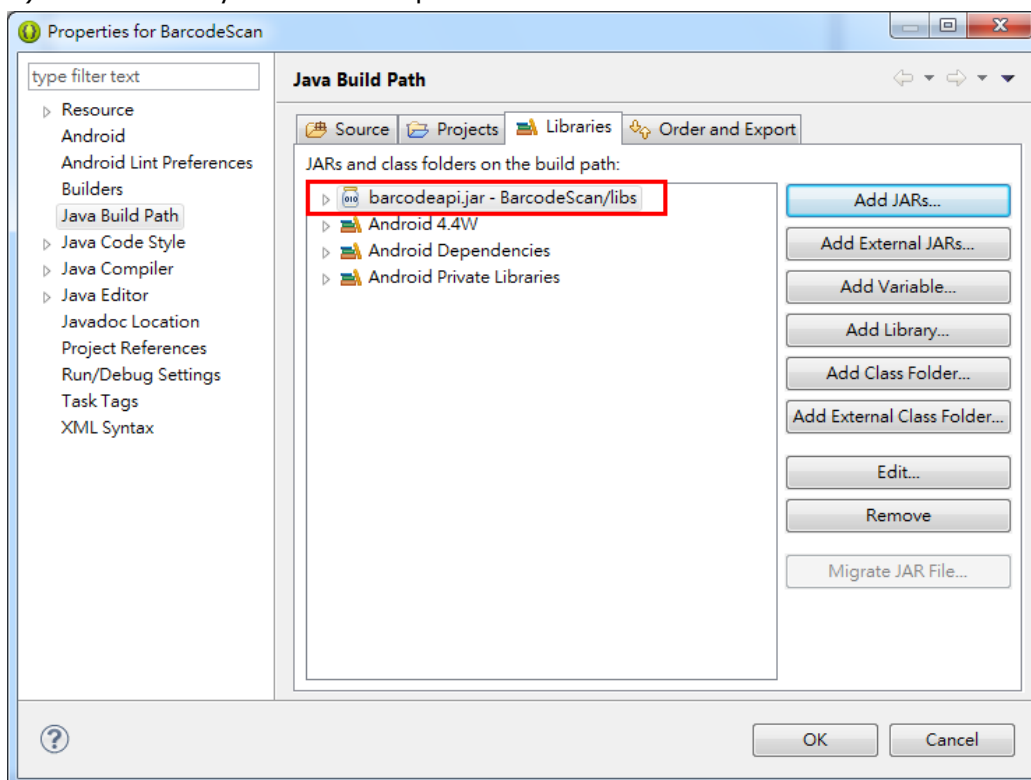 Properties for BarcodeScan
type filter text
Resource
Android
Android Lint Preferences
Builders
Java Build Path
Java Code Style
Java Compiler
Java Editor
Javadoc Location
Project References
Run/Debug Settings
Task Tags
XML Syntax
Java Build Path
Source Projects Libraries Order and Export
JARs and class folders on the build path:
barcodeapi.jar - BarcodeScan/libs
Android 4.4W
Android Dependencies
Android Private Libraries
Add JARs...
Add External JARs...
Add Variable...
Add Library...
Add Class Folder...
Add External Class Folder...
Edit...
Remove
Migrate JAR File...
OK Cancel